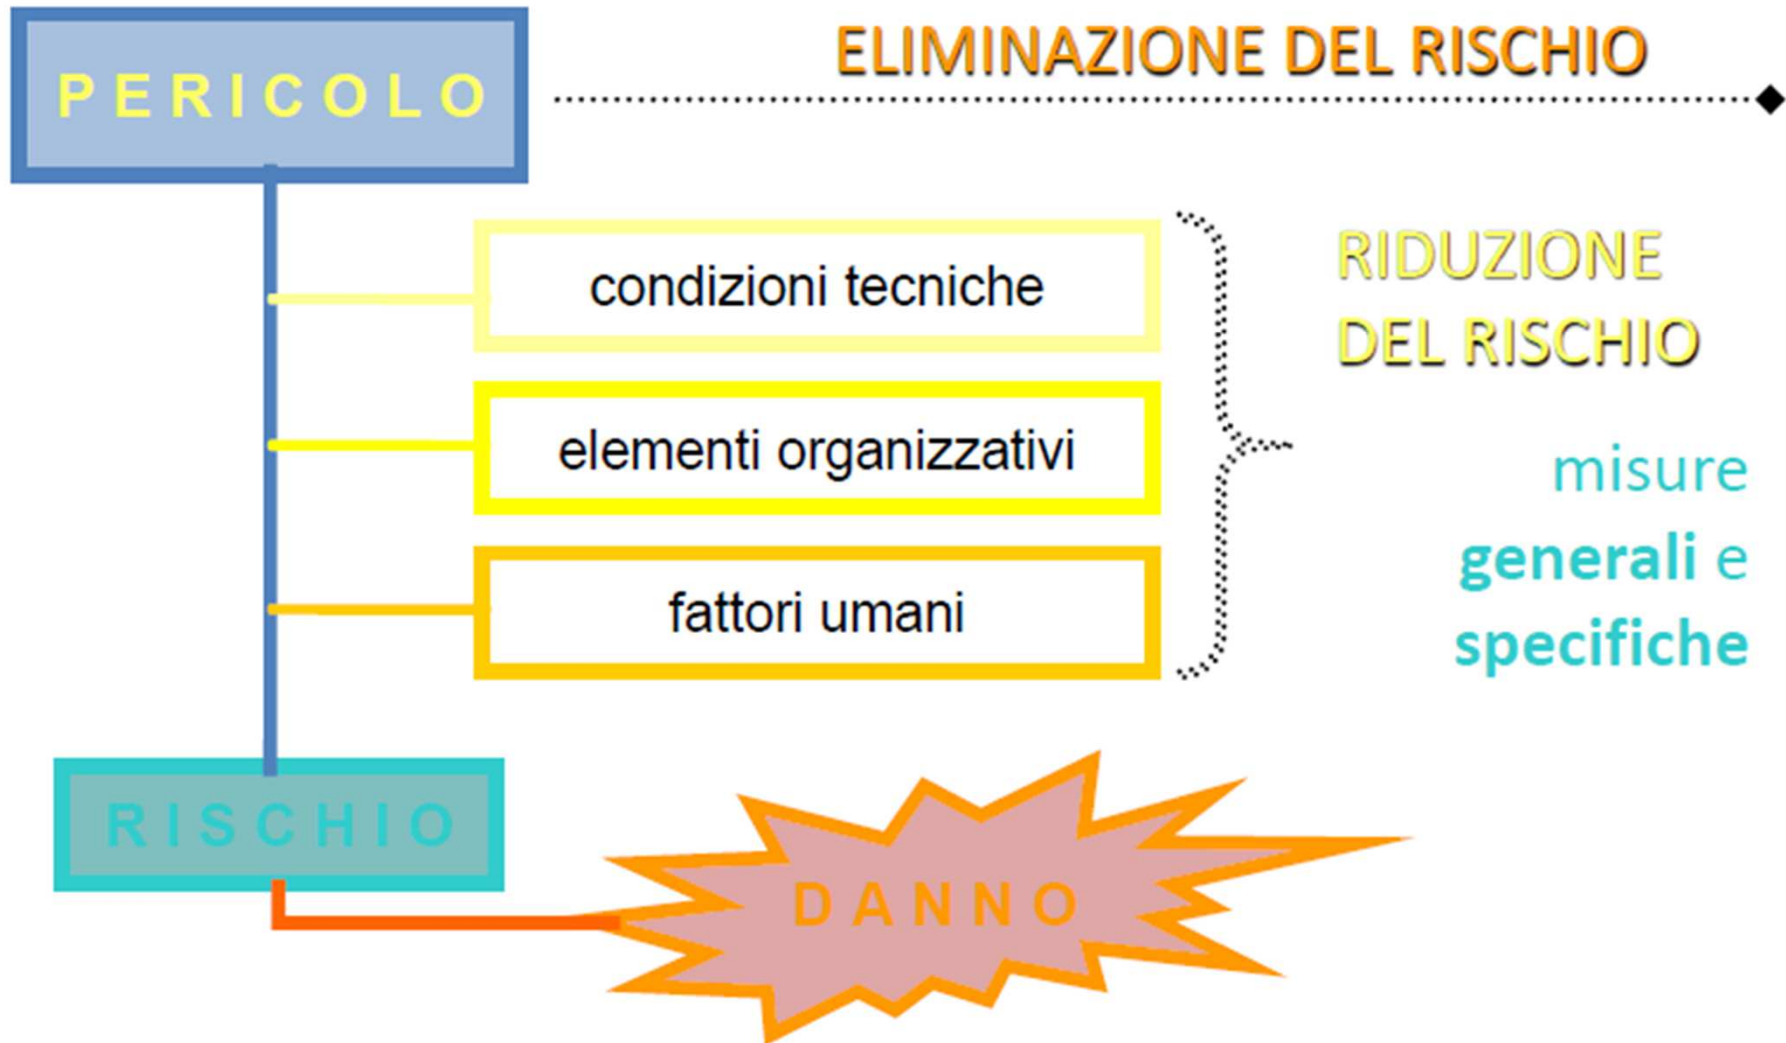 PERICOLO
ELIMINAZIONE DEL RISCHIO
condizioni tecniche
elementi organizzativi
fattori umani
RIDUZIONE
DEL RISCHIO
misure
generali e
specifiche
RISCHIO
DANNO